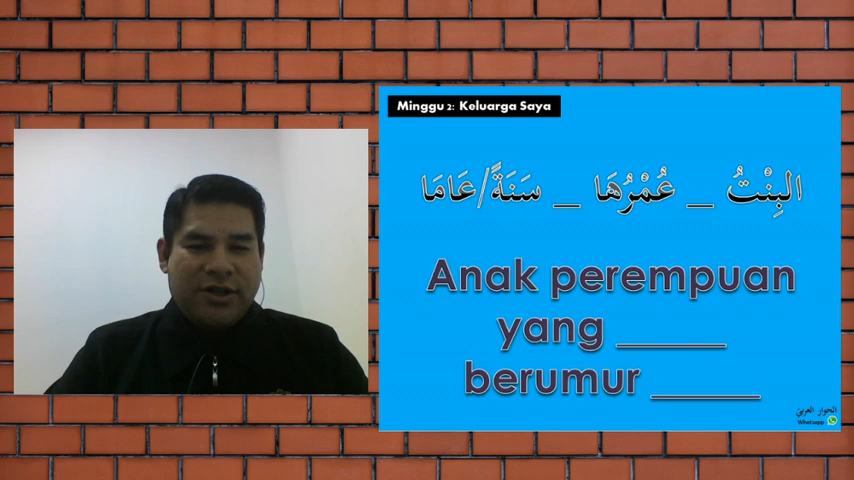 Minggu 2: Keluarga Saya
البِنْتُ _ عُمْرُهَا _ سَنَةً/عَامَا
Anak perempuan
yang _____
berumur _____
الحوار العربي
Whatsapp